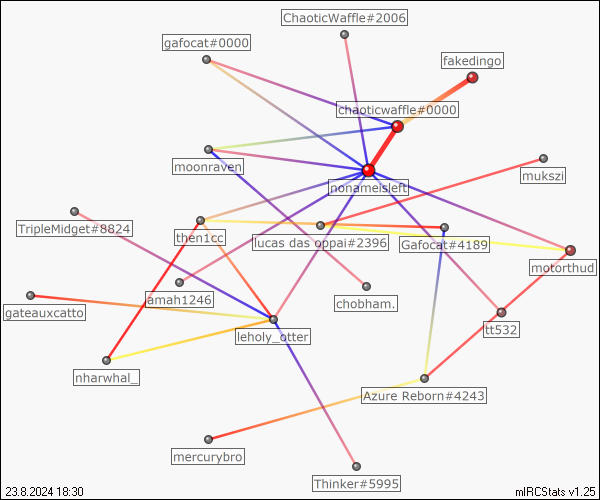 ChaoticWaffle#2006
gafocat#0000
fakedingo
chaoticwaffle#0000
moonraven
mukszi
nonameisleft
TripleMidget#8824
then1cc
lucas das oppai#2396
Gafocat#4189
motorthud
amah1246
chobham.
gateauxcatto
leholy_otter
tt532
nharwhal_
Azure Reborn#4243
mercurybro
Thinker#5995
23.8.2024 18:30
mIRCStats v1.25